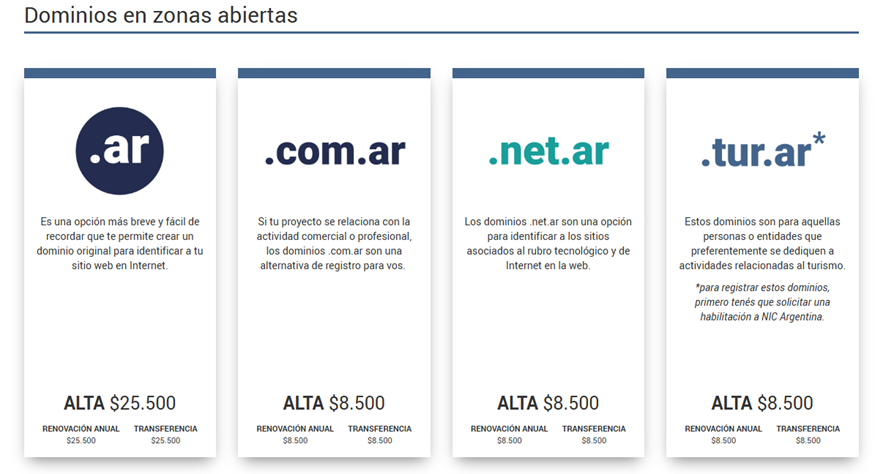 Dominios en zonas abiertas
.ar
Es una opción más breve y fácil de
recordar que te permite crear un
dominio original para identificar a tu
sitio web en Internet.
ALTA $25.500
RENOVACIÓN ANUAL TRANSFERENCIA
$25.500 $25.500
.com.ar
Si tu proyecto se relaciona con la
actividad comercial o profesional,
los dominios .com.ar son una
alternativa de registro para vos.
ALTA $8.500
RENOVACIÓN ANUAL TRANSFERENCIA
$8.500 $8.500
.net.ar
Los dominios .net.ar son una opción
para identificar a los sitios
asociados al rubro tecnológico y de
Internet en la web.
ALTA $8.500
RENOVACIÓN ANUAL TRANSFERENCIA
$8.500 $8.500
.tur.ar*
Estos dominios son para aquellas
personas o entidades que
preferentemente se dediquen a
actividades relacionadas al turismo.
*para registrar estos dominios,
primero tenés que solicitar una
habilitación a NIC Argentina.
ALTA $8.500
RENOVACIÓN ANUAL TRANSFERENCIA
$8.500 $8.500